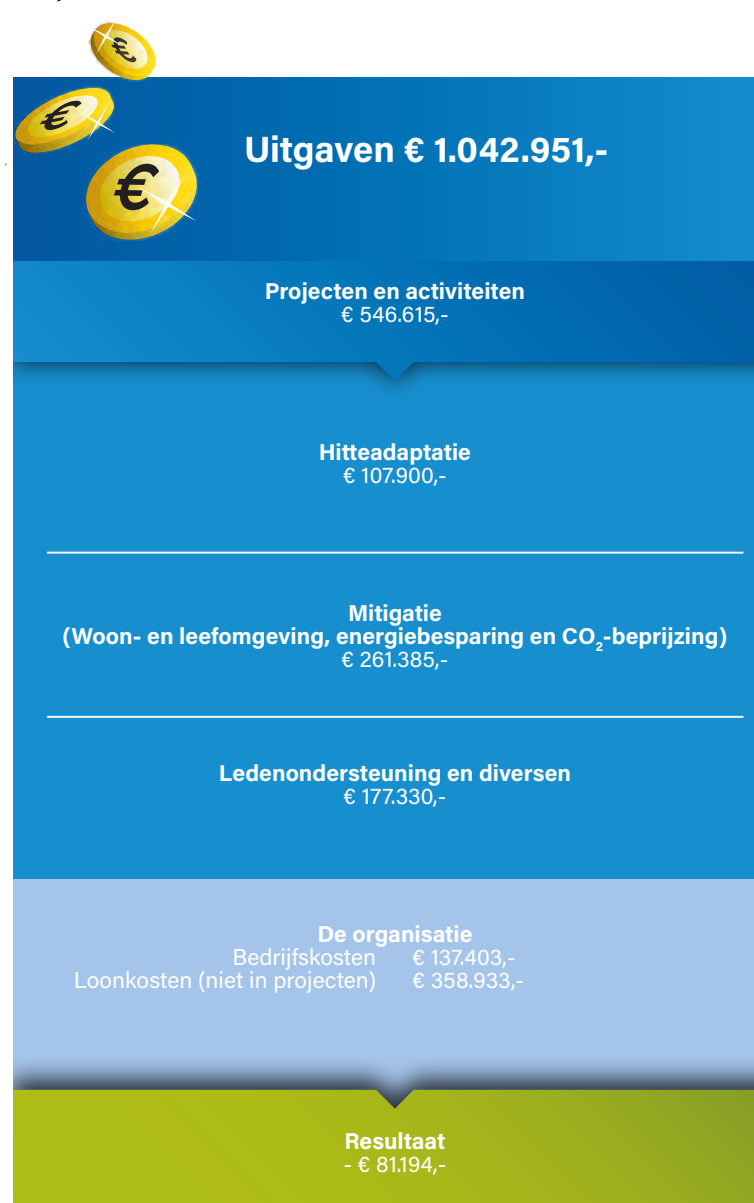 Uitgaven € 1.042.951,-
Projecten en activiteiten
€ 546.615,-
Hitteadaptatie
€ 107.900,-
Mitigatie
(Woon- en leefomgeving, energiebesparing en CO₂-beprijzing)
€ 261.385,-
Ledenondersteuning en diversen
€ 177.330,-
De organisatie
Bedrijfskosten € 137.403,-
Loonkosten (niet in projecten) € 358.933,-
Resultaat
- € 81.194,-